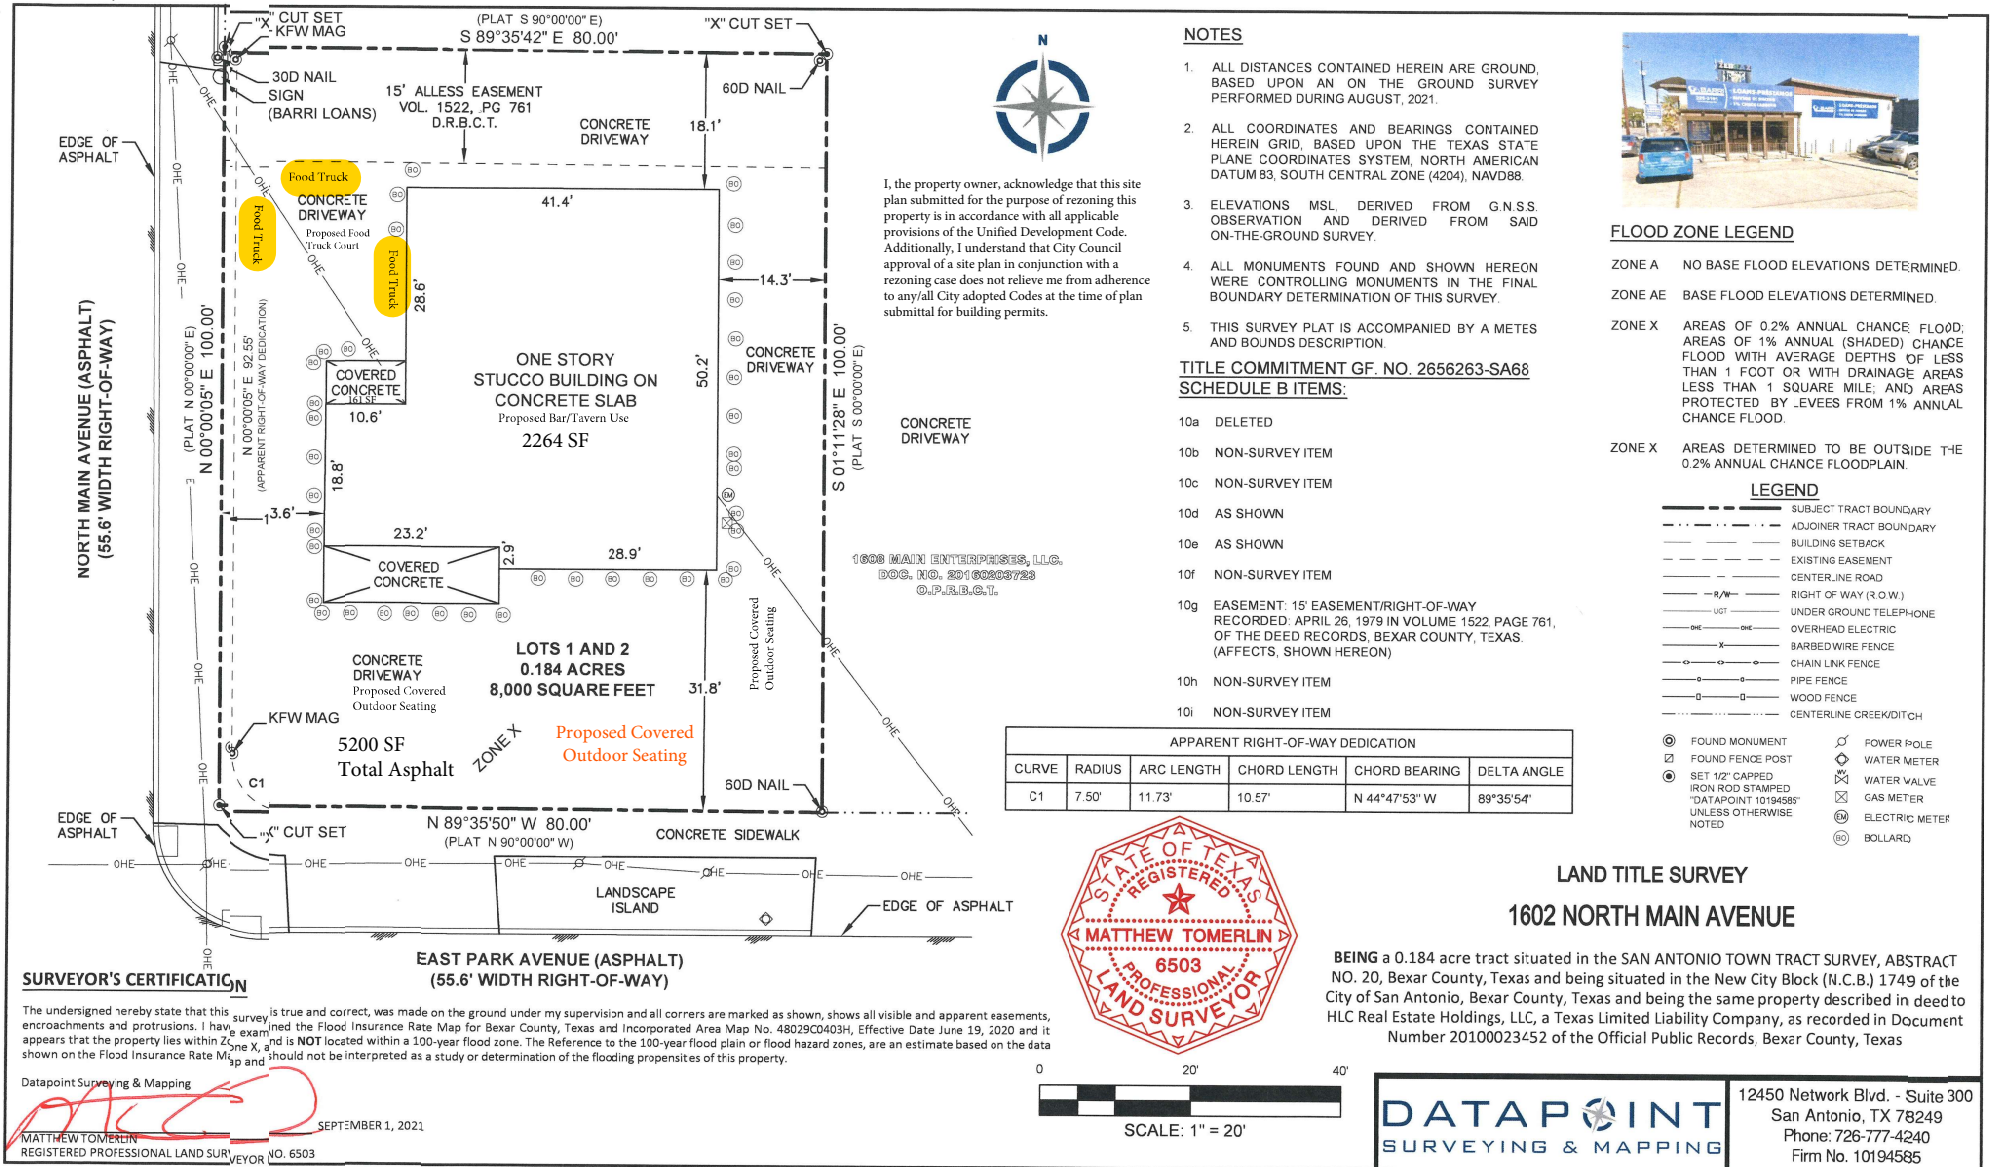 "X" CUT SET
KFW MAG
(PLAT S 90°00'00" E)
S 89°35'42" E 80.00'
"X" CUT SET
30D NAIL
SIGN
(BARRI LOANS)
15' ALLESS EASEMENT
VOL. 1522, PG 761
D.R.B.C.T.
60D NAIL
CONCRETE
DRIVEWAY
18.1'
EDGE OF
ASPHALT
Food Truck
CONCRETE
DRIVEWAY
Proposed Food
Truck Court
Food Truck
Food Truck
41.4'
28.6'
14.3'
NORTH MAIN AVENUE (ASPHALT)
(55.6' WIDTH RIGHT-OF-WAY)
(PLAT N 00°00'00" E)
N 00°00'05" E 100.00'
N 00°00'05" E 92.55'
(APPARENT RIGHT-OF-WAY DEDICATION)
COVERED
CONCRETE
161 SF
10.6'
ONE STORY
STUCCO BUILDING ON
CONCRETE SLAB
Proposed Bar/Tavern Use
2264 SF
50.2'
CONCRETE
DRIVEWAY
S 01°11'28" E 100.00'
(PLAT S 00°00'00" E)
CONCRETE
DRIVEWAY
18.8'
13.6'
23.2'
2.9'
28.9'
COVERED
CONCRETE
1608 MAIN ENTERPRISES, LLC.
DOC. NO. 20160203723
O.P.R.B.C.T.
LOTS 1 AND 2
0.184 ACRES
8,000 SQUARE FEET
CONCRETE
DRIVEWAY
Proposed Covered
Outdoor Seating
31.8'
Proposed Covered
Outdoor Seating
KFW MAG
5200 SF
Total Asphalt
ZONE X
Proposed Covered
Outdoor Seating
C1
60D NAIL
EDGE OF
ASPHALT
"X" CUT SET
N 89°35'50" W 80.00'
(PLAT N 90°00'00" W)
CONCRETE SIDEWALK
OHE
LANDSCAPE
ISLAND
EDGE OF ASPHALT
EAST PARK AVENUE (ASPHALT)
(55.6' WIDTH RIGHT-OF-WAY)
N
I, the property owner, acknowledge that this site
plan submitted for the purpose of rezoning this
property is in accordance with all applicable
provisions of the Unified Development Code.
Additionally, I understand that City Council
approval of a site plan in conjunction with a
rezoning case does not relieve me from adherence
to any/all City adopted Codes at the time of plan
submittal for building permits.
NOTES
1. ALL DISTANCES CONTAINED HEREIN ARE GROUND,
BASED UPON AN ON THE GROUND SURVEY
PERFORMED DURING AUGUST, 2021.
2. ALL COORDINATES AND BEARINGS CONTAINED
HEREIN GRID, BASED UPON THE TEXAS STATE
PLANE COORDINATES SYSTEM, NORTH AMERICAN
DATUM 83, SOUTH CENTRAL ZONE (4204), NAVD88.
3. ELEVATIONS MSL, DERIVED FROM G.N.S.S.
OBSERVATION AND DERIVED FROM SAID
ON-THE-GROUND SURVEY.
4. ALL MONUMENTS FOUND AND SHOWN HEREON
WERE CONTROLLING MONUMENTS IN THE FINAL
BOUNDARY DETERMINATION OF THIS SURVEY.
5. THIS SURVEY PLAT IS ACCOMPANIED BY A METES
AND BOUNDS DESCRIPTION.
TITLE COMMITMENT GF. NO. 2656263-SA68
SCHEDULE B ITEMS:
10a DELETED
10b NON-SURVEY ITEM
10c NON-SURVEY ITEM
10d AS SHOWN
10e AS SHOWN
10f NON-SURVEY ITEM
10g EASEMENT: 15' EASEMENT/RIGHT-OF-WAY
RECORDED: APRIL 26, 1979 IN VOLUME 1522, PAGE 761,
OF THE DEED RECORDS, BEXAR COUNTY, TEXAS.
(AFFECTS, SHOWN HEREON)
10h NON-SURVEY ITEM
10i NON-SURVEY ITEM
APPARENT RIGHT-OF-WAY DEDICATION
CURVE RADIUS ARC LENGTH CHORD LENGTH CHORD BEARING DELTA ANGLE
C1 7.50' 11.73' 10.57' N 44°47'53" W 89°35'54"
FLOOD ZONE LEGEND
ZONE A NO BASE FLOOD ELEVATIONS DETERMINED.
ZONE AE BASE FLOOD ELEVATIONS DETERMINED.
ZONE X AREAS OF 0.2% ANNUAL CHANCE FLOOD;
AREAS OF 1% ANNUAL (SHADED) CHANCE
FLOOD WITH AVERAGE DEPTHS OF LESS
THAN 1 FOOT OR WITH DRAINAGE AREAS
LESS THAN 1 SQUARE MILE; AND AREAS
PROTECTED BY LEVEES FROM 1% ANNUAL
CHANCE FLOOD.
ZONE X AREAS DETERMINED TO BE OUTSIDE THE
0.2% ANNUAL CHANCE FLOODPLAIN.
LEGEND
SUBJECT TRACT BOUNDARY
ADJOINER TRACT BOUNDARY
BUILDING SETBACK
EXISTING EASEMENT
CENTERLINE ROAD
R/W RIGHT OF WAY (R.O.W.)
UGT UNDER GROUND TELEPHONE
OHE OHE OVERHEAD ELECTRIC
X BARBEDWIRE FENCE
CHAIN LINK FENCE
PIPE FENCE
WOOD FENCE
CENTERLINE CREEK/DITCH
FOUND MONUMENT
FOUND FENCE POST
SET 1/2" CAPPED
IRON ROD STAMPED
"DATAPOINT 10194585"
UNLESS OTHERWISE
NOTED
POWER POLE
WATER METER
WV WATER VALVE
GAS METER
EM ELECTRIC METER
BO BOLLARD
STATE OF TEXAS
REGISTERED
MATTHEW TOMERLIN
6503
PROFESSIONAL
LAND SURVEYOR
LAND TITLE SURVEY
1602 NORTH MAIN AVENUE
BEING a 0.184 acre tract situated in the SAN ANTONIO TOWN TRACT SURVEY, ABSTRACT
NO. 20, Bexar County, Texas and being situated in the New City Block (N.C.B.) 1749 of the
City of San Antonio, Bexar County, Texas and being the same property described in deed to
HLC Real Estate Holdings, LLC, a Texas Limited Liability Company, as recorded in Document
Number 20100023452 of the Official Public Records, Bexar County, Texas
SURVEYOR'S CERTIFICATION
The undersigned hereby state that this survey is true and correct, was made on the ground under my supervision and all corners are marked as shown, shows all visible and apparent easements,
encroachments and protrusions. I have examined the Flood Insurance Rate Map for Bexar County, Texas and Incorporated Area Map No. 48029C0403H, Effective Date June 19, 2020 and it
appears that the property lies within Zone X, and is NOT located within a 100-year flood zone. The Reference to the 100-year flood plain or flood hazard zones, are an estimate based on the data
shown on the Flood Insurance Rate Map and should not be interpreted as a study or determination of the flooding propensites of this property.
Datapoint Surveying & Mapping
SEPTEMBER 1, 2021
MATTHEW TOMERLIN
REGISTERED PROFESSIONAL LAND SURVEYOR NO. 6503
0 20' 40'
SCALE: 1" = 20'
DATAPOINT
SURVEYING & MAPPING
12450 Network Blvd. - Suite 300
San Antonio, TX 78249
Phone: 726-777-4240
Firm No. 10194585